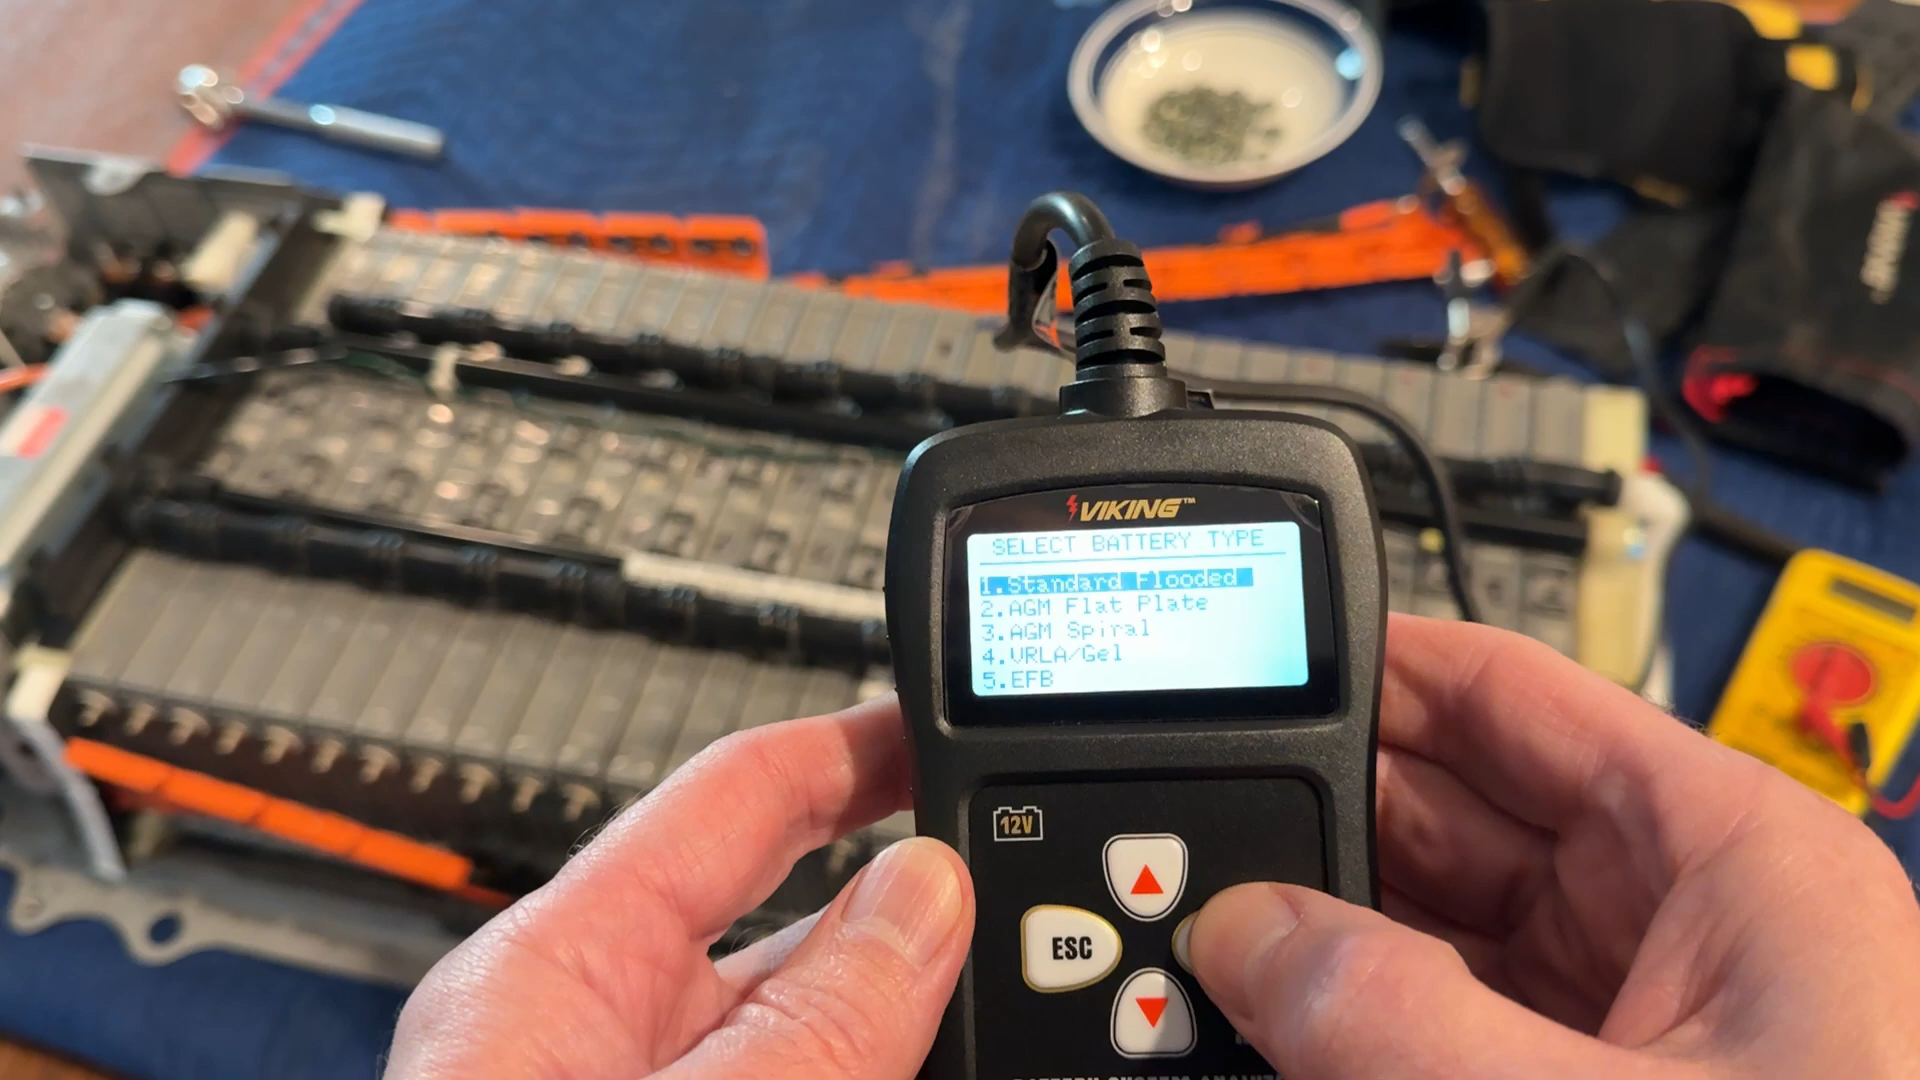 VIKING™
SELECT BATTERY TYPE
1.Standard Flooded
2.AGM Flat Plate
3.AGM Spiral
4.VRLA/Gel
5.EFB
12V
ESC